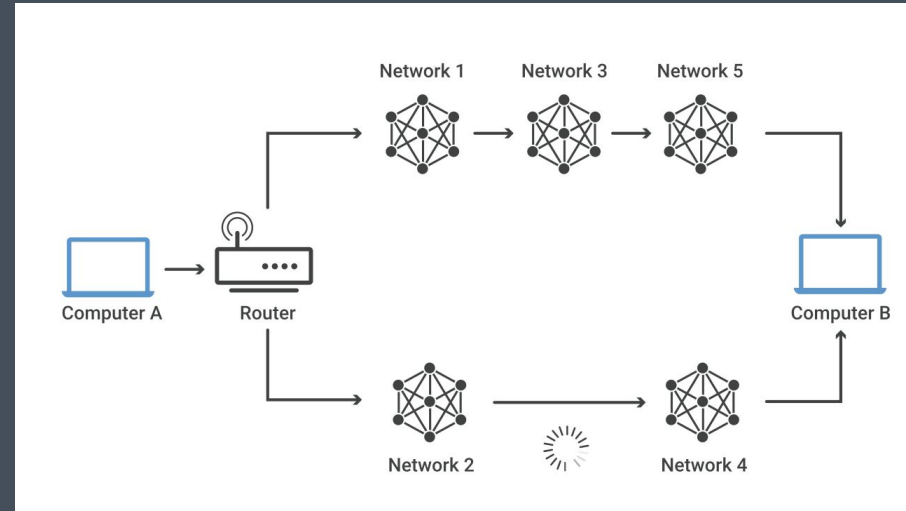 Network 1
Network 3
Network 5
Computer A
Router
Computer B
Network 2
Network 4